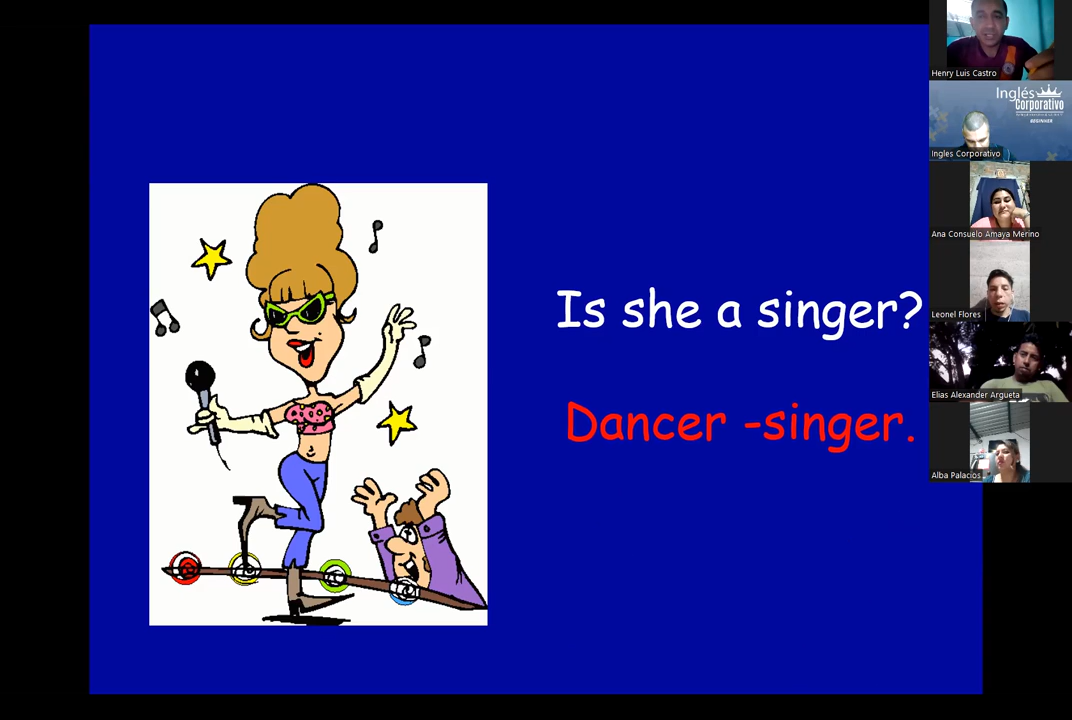 Is she a singer?
Dancer -singer.
Henry Luis Castro
Inglés
Corporativo
BEGINNER
Ingles Corporativo
Ana Consuelo Amaya Merino
Leonel Flores
Elias Alexander Argueta
Alba Palacios